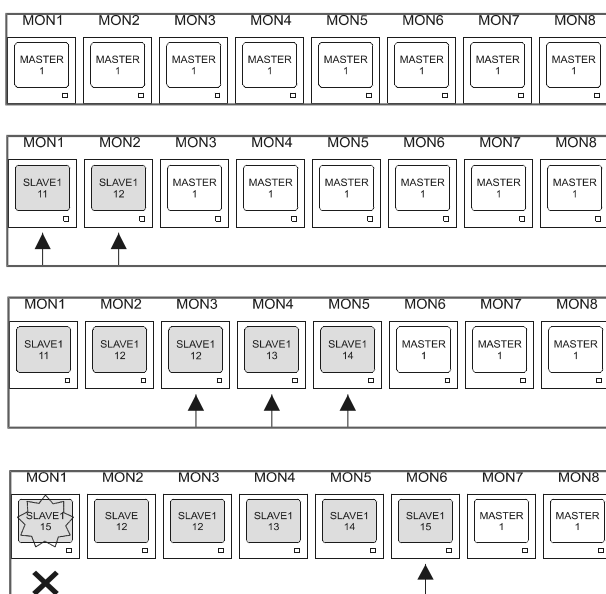 MON1 MON2 MON3 MON4 MON5 MON6 MON7 MON8
MASTER MASTER MASTER MASTER MASTER MASTER MASTER MASTER
1 1 1 1 1 1 1 1
MON1 MON2 MON3 MON4 MON5 MON6 MON7 MON8
SLAVE1 SLAVE1 MASTER MASTER MASTER MASTER MASTER MASTER
11 12 1 1 1 1 1 1
MON1 MON2 MON3 MON4 MON5 MON6 MON7 MON8
SLAVE1 SLAVE1 SLAVE1 SLAVE1 SLAVE1 MASTER MASTER MASTER
11 12 12 13 14 1 1 1
MON1 MON2 MON3 MON4 MON5 MON6 MON7 MON8
SLAVE1 SLAVE SLAVE1 SLAVE1 SLAVE1 SLAVE1 MASTER MASTER
15 12 12 13 14 15 1 1